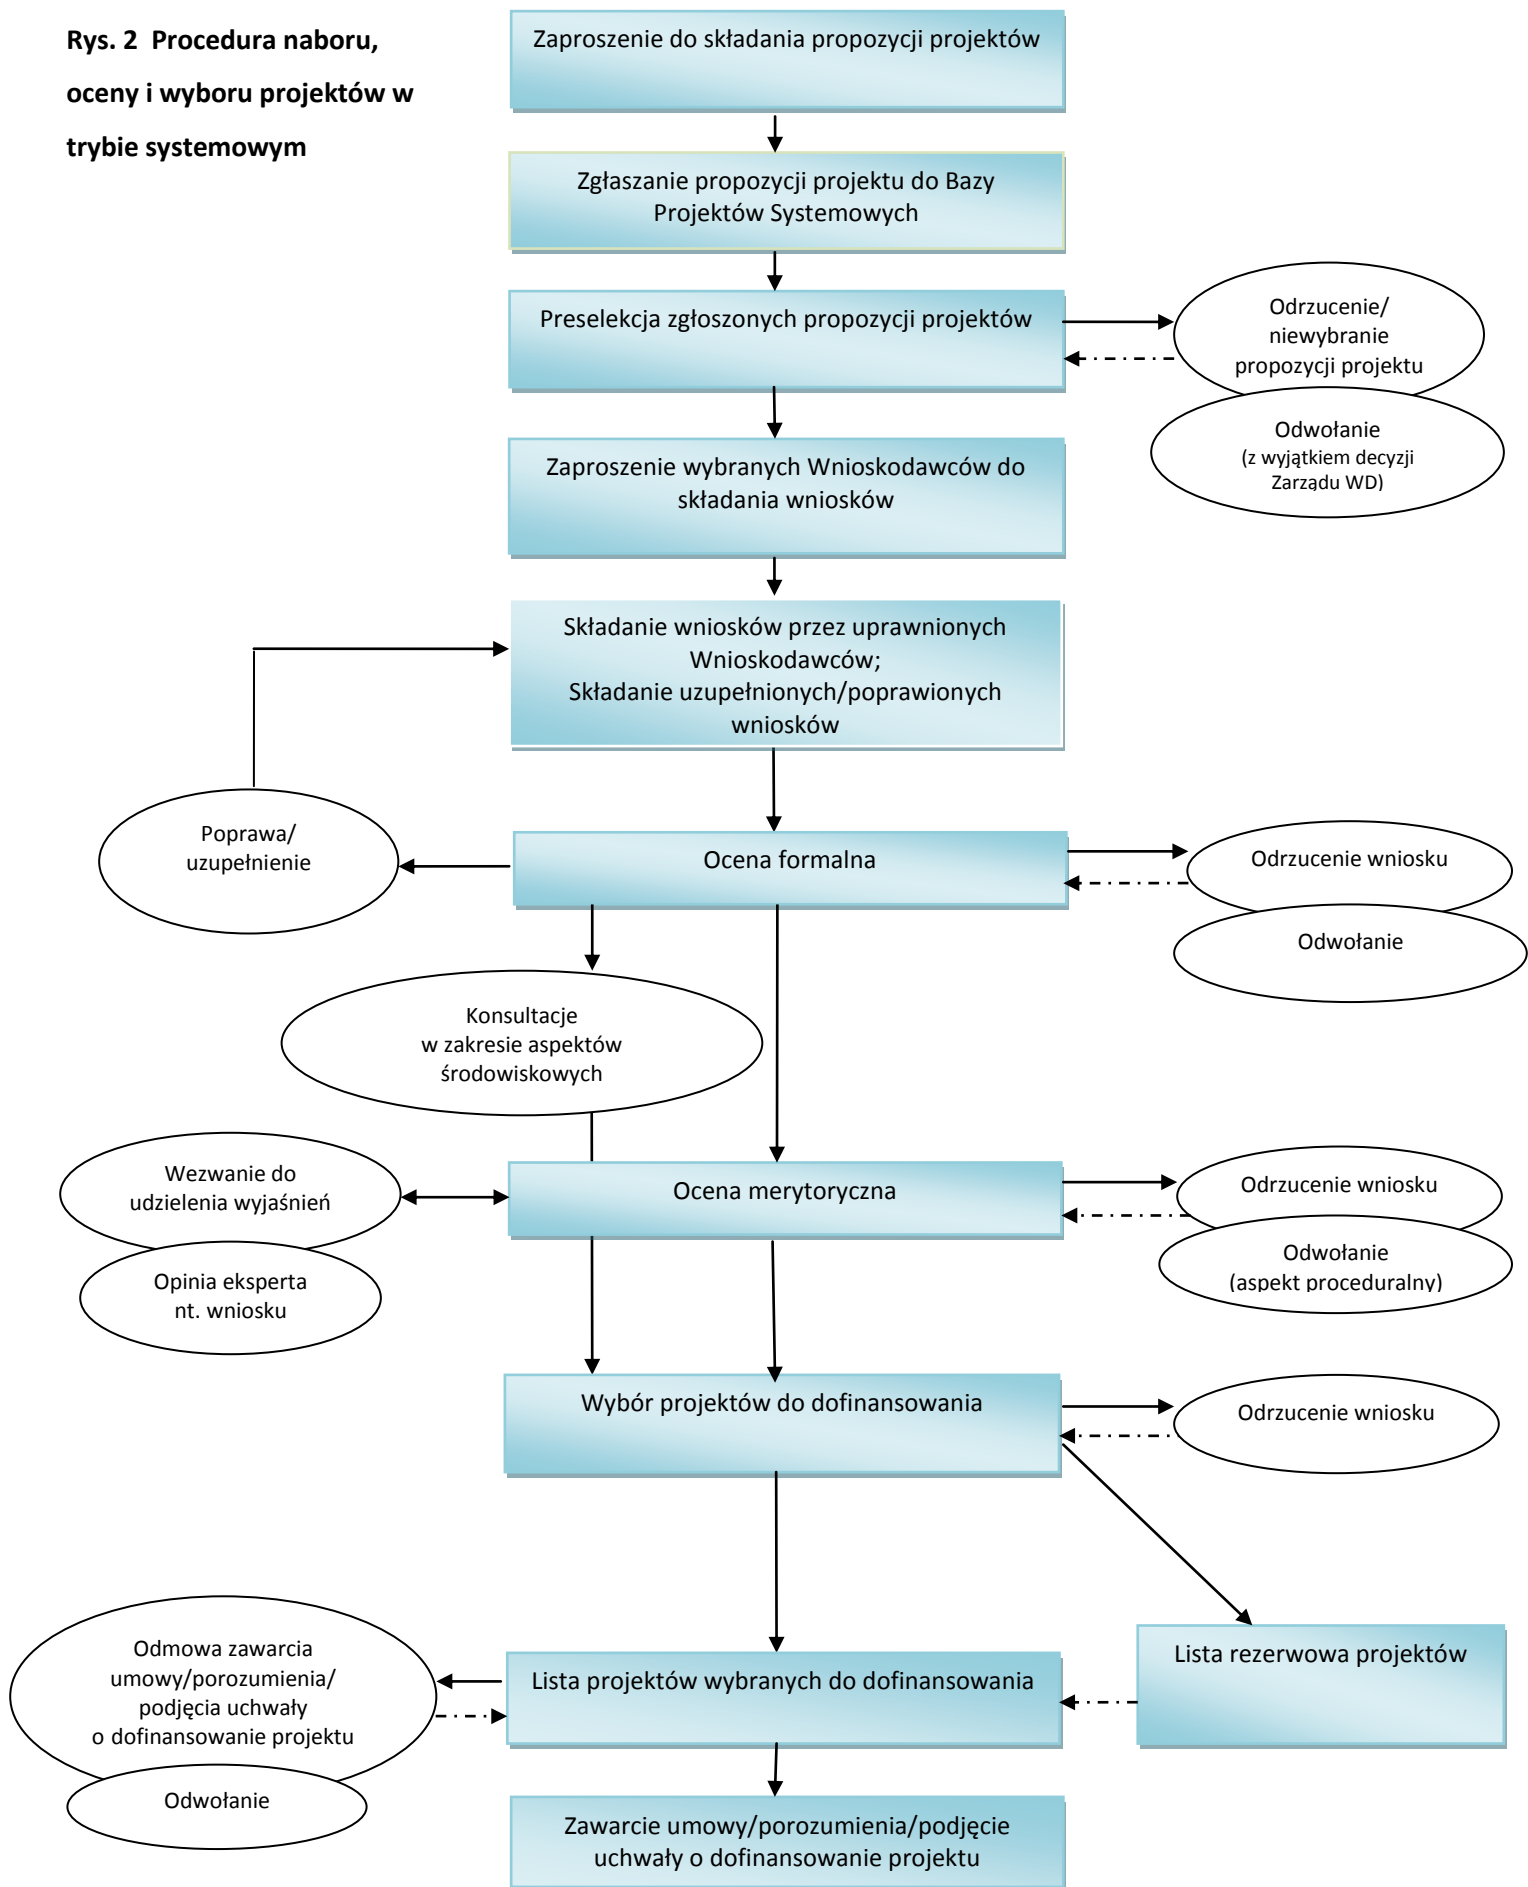 Rys. 2 Procedura naboru,
oceny i wyboru projektów w
trybie systemowym
Zaproszenie do składania propozycji projektów
Zgłaszanie propozycji projektu do Bazy
Projektów Systemowych
Preselekcja zgłoszonych propozycji projektów
Odrzucenie/
niewybranie
propozycji projektu
Odwołanie
(z wyjątkiem decyzji
Zarządu WD)
Zaproszenie wybranych Wnioskodawców do
składania wniosków
Składanie wniosków przez uprawnionych
Wnioskodawców;
Składanie uzupełnionych/poprawionych
wniosków
Poprawa/
uzupełnienie
Ocena formalna
Odrzucenie wniosku
Odwołanie
Konsultacje
w zakresie aspektów
środowiskowych
Wezwanie do
udzielenia wyjaśnień
Opinia eksperta
nt. wniosku
Ocena merytoryczna
Odrzucenie wniosku
Odwołanie
(aspekt proceduralny)
Wybór projektów do dofinansowania
Odrzucenie wniosku
Odmowa zawarcia
umowy/porozumienia/
podjęcia uchwały
o dofinansowanie projektu
Odwołanie
Lista projektów wybranych do dofinansowania
Lista rezerwowa projektów
Zawarcie umowy/porozumienia/podjęcie
uchwały o dofinansowanie projektu